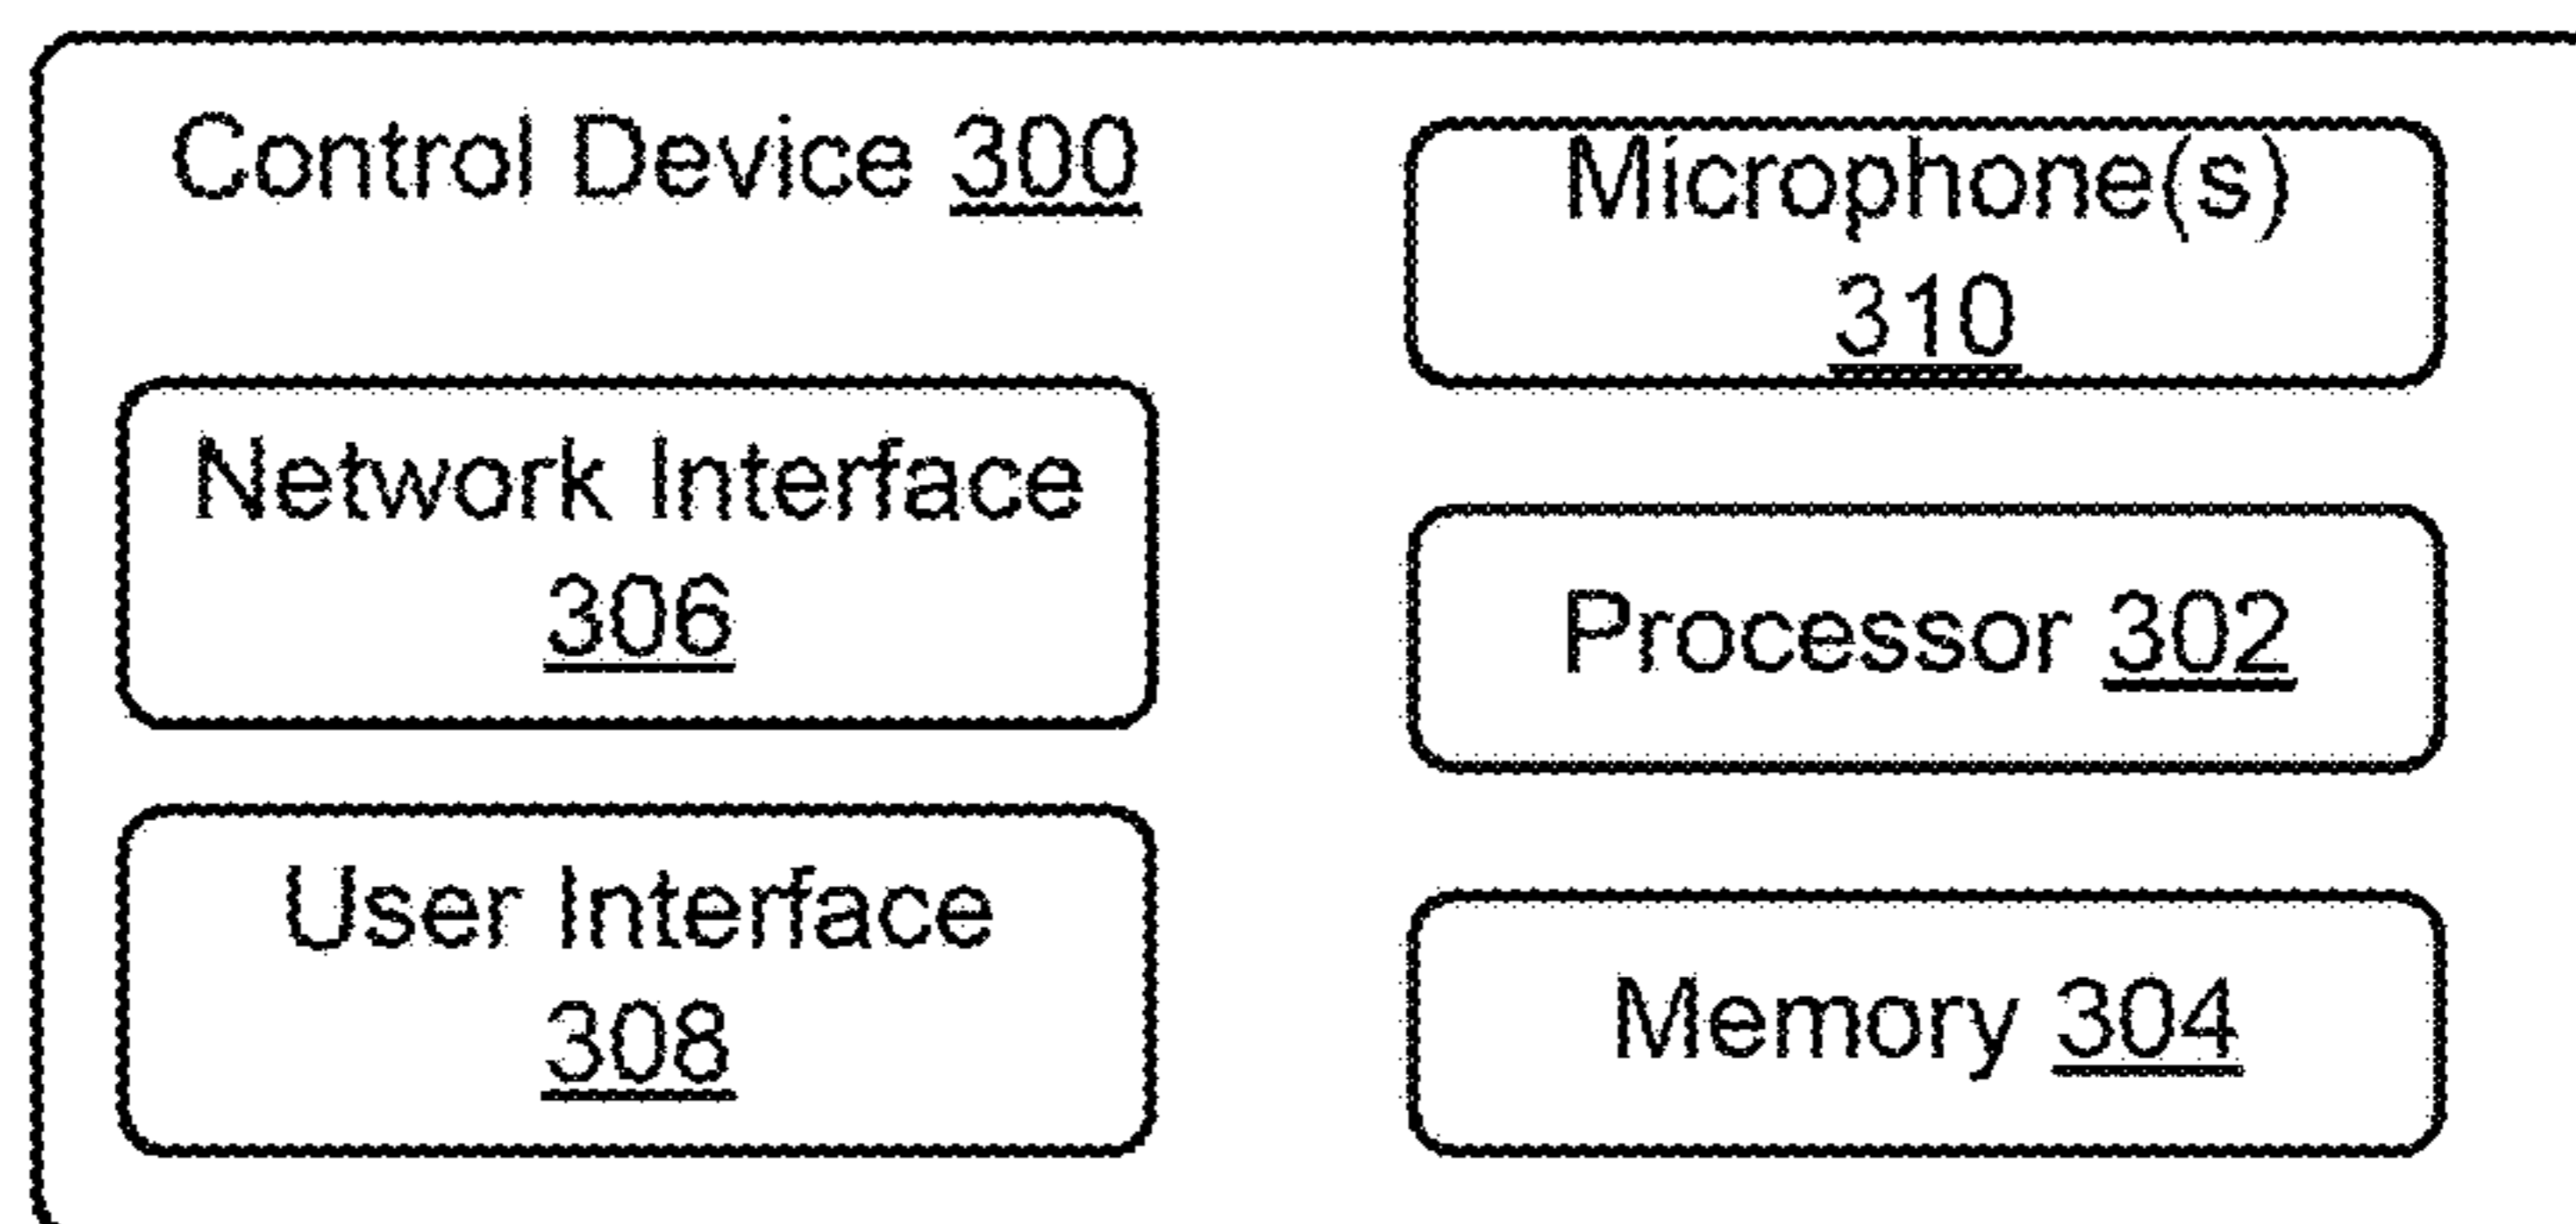 Control Device 300
Microphone(s)
310
Network Interface
306
Processor 302
User Interface
308
Memory 304